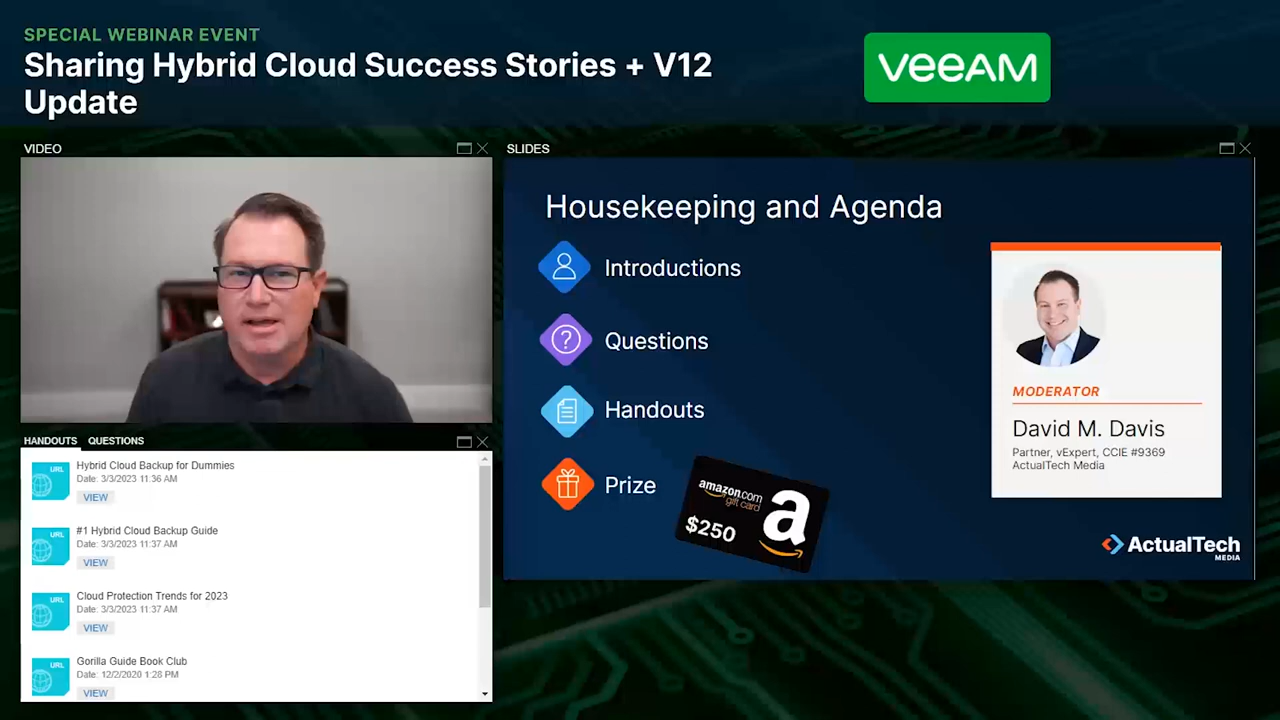 SPECIAL WEBINAR EVENT
Sharing Hybrid Cloud Success Stories + V12
Update
veeAM
VIDEO
SLIDES
Housekeeping and Agenda
Introductions
Questions
Handouts
Prize
amazon.com
gift card
$250
a
MODERATOR
David M. Davis
Partner, vExpert, CCIE #9369
ActualTech Media
ActualTech
MEDIA
HANDOUTS QUESTIONS
URL
Hybrid Cloud Backup for Dummies
Date: 3/3/2023 11:36 AM
VIEW
URL
#1 Hybrid Cloud Backup Guide
Date: 3/3/2023 11:37 AM
VIEW
URL
Cloud Protection Trends for 2023
Date: 3/3/2023 11:37 AM
VIEW
URL
Gorilla Guide Book Club
Date: 12/2/2020 1:28 PM
VIEW